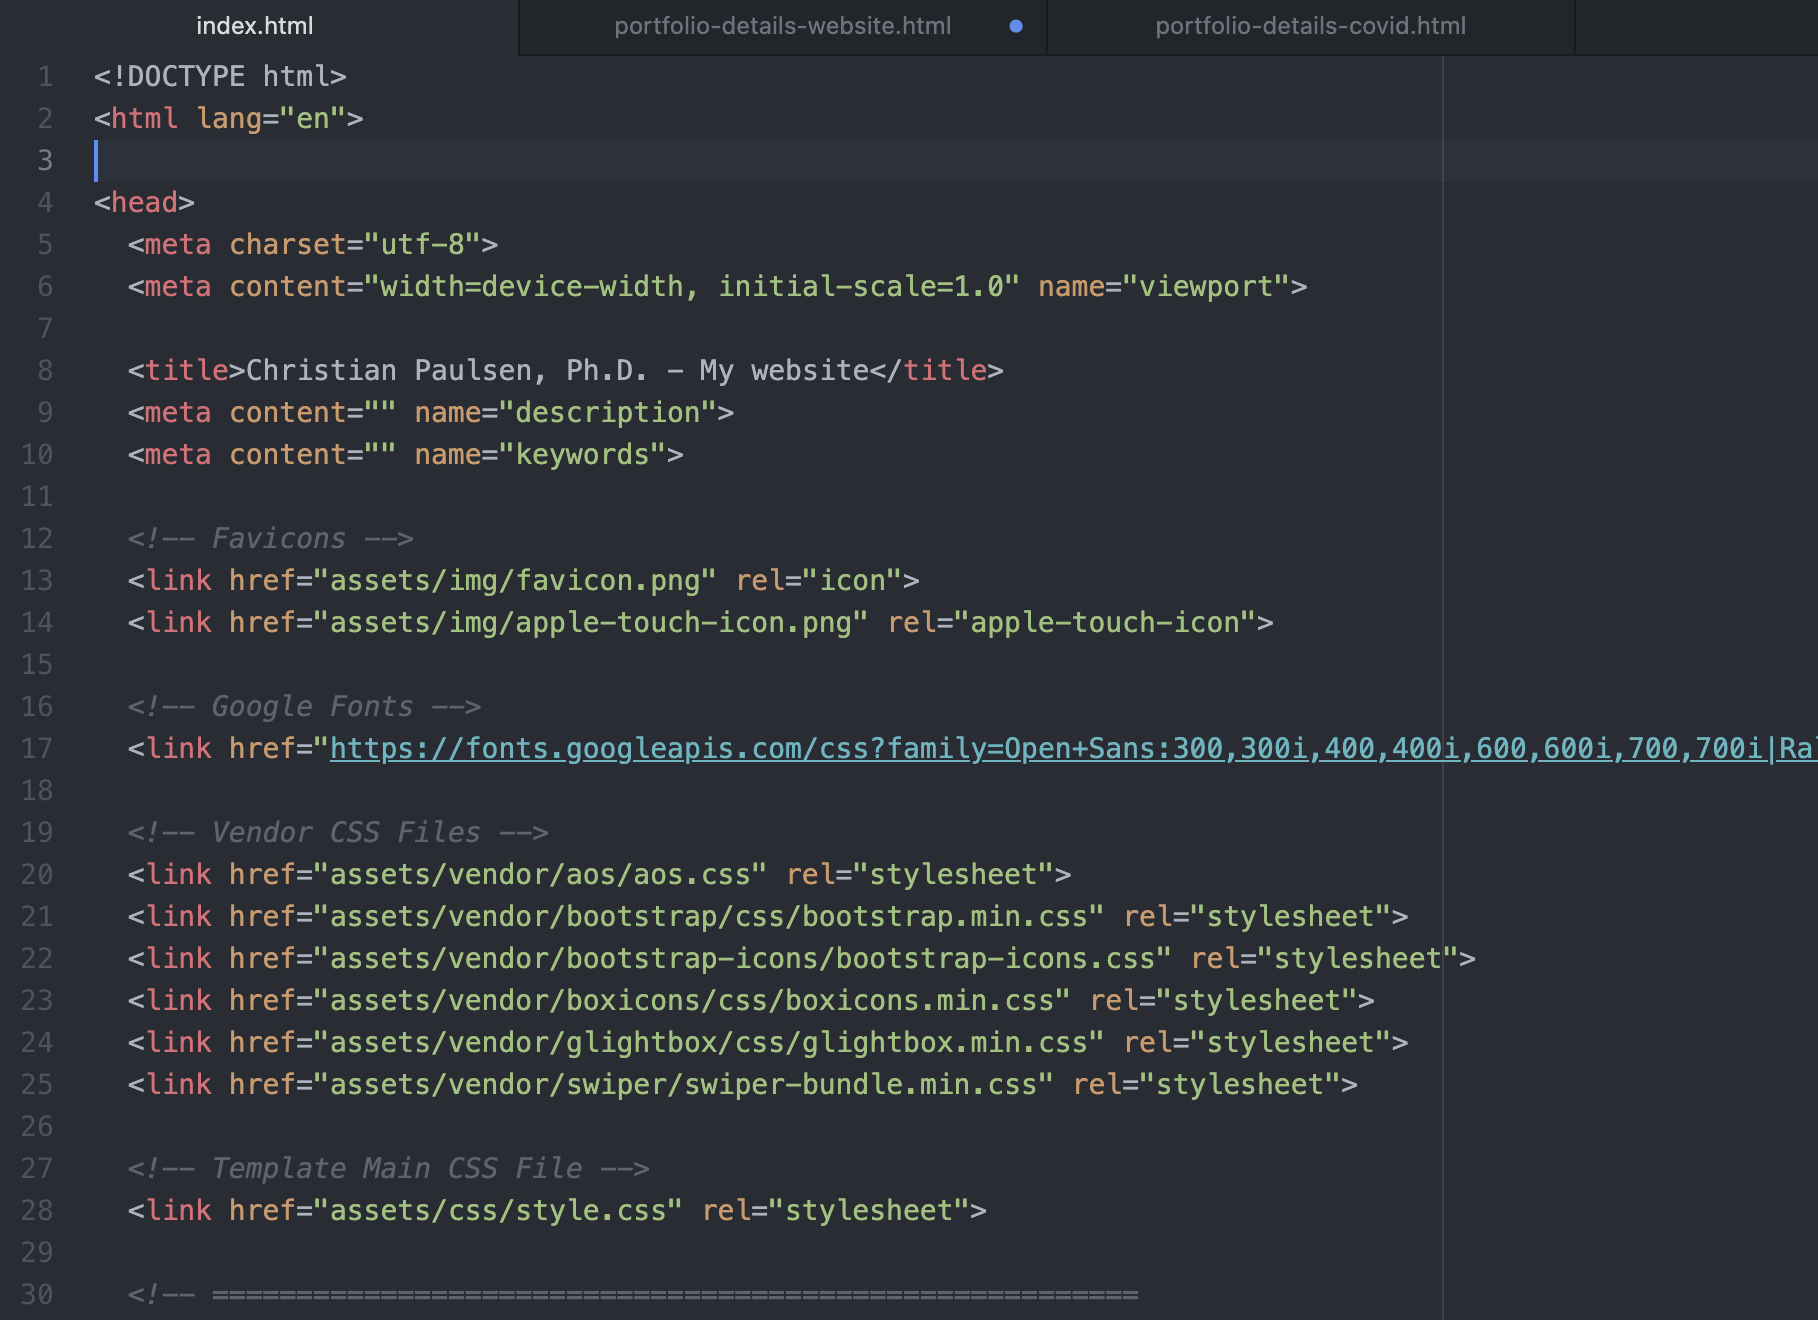 index.html
portfolio-details-website.html
portfolio-details-covid.html
1 <!DOCTYPE html>
2 <html lang="en">
3
4 <head>
5   <meta charset="utf-8">
6   <meta content="width=device-width, initial-scale=1.0" name="viewport">
7
8   <title>Christian Paulsen, Ph.D. - My website</title>
9   <meta content="" name="description">
10   <meta content="" name="keywords">
11
12   <!-- Favicons -->
13   <link href="assets/img/favicon.png" rel="icon">
14   <link href="assets/img/apple-touch-icon.png" rel="apple-touch-icon">
15
16   <!-- Google Fonts -->
17   <link href="https://fonts.googleapis.com/css?family=Open+Sans:300,300i,400,400i,600,600i,700,700i|Ra
18
19   <!-- Vendor CSS Files -->
20   <link href="assets/vendor/aos/aos.css" rel="stylesheet">
21   <link href="assets/vendor/bootstrap/css/bootstrap.min.css" rel="stylesheet">
22   <link href="assets/vendor/bootstrap-icons/bootstrap-icons.css" rel="stylesheet">
23   <link href="assets/vendor/boxicons/css/boxicons.min.css" rel="stylesheet">
24   <link href="assets/vendor/glightbox/css/glightbox.min.css" rel="stylesheet">
25   <link href="assets/vendor/swiper/swiper-bundle.min.css" rel="stylesheet">
26
27   <!-- Template Main CSS File -->
28   <link href="assets/css/style.css" rel="stylesheet">
29
30   <!-- =======================================================